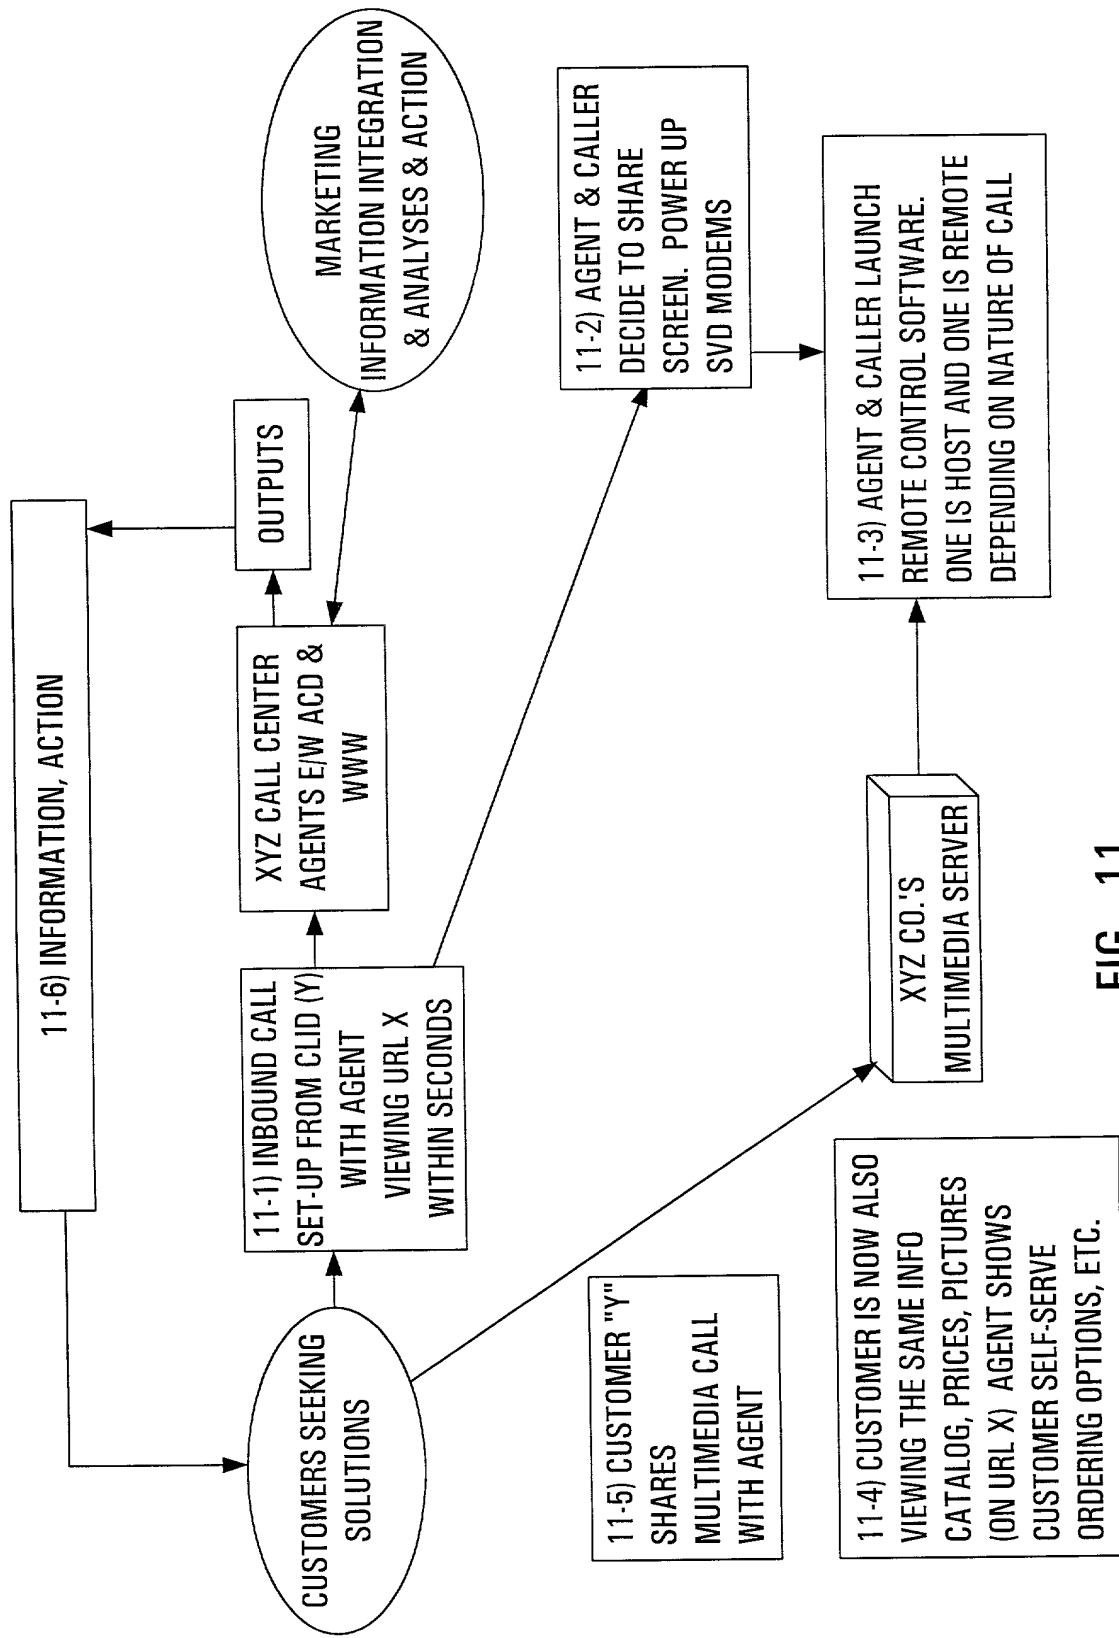 11-6) INFORMATION, ACTION
CUSTOMERS SEEKING
SOLUTIONS
11-1) INBOUND CALL
SET-UP FROM CLID (Y)
WITH AGENT
VIEWING URL X
WITHIN SECONDS
XYZ CALL CENTER
AGENTS E/W ACD &
WWW
OUTPUTS
MARKETING
INFORMATION INTEGRATION
& ANALYSES & ACTION
11-5) CUSTOMER "Y"
SHARES
MULTIMEDIA CALL
WITH AGENT
11-2) AGENT & CALLER
DECIDE TO SHARE
SCREEN. POWER UP
SVD MODEMS
11-4) CUSTOMER IS NOW ALSO
VIEWING THE SAME INFO
CATALOG, PRICES, PICTURES
(ON URL X) AGENT SHOWS
CUSTOMER SELF-SERVE
ORDERING OPTIONS, ETC.
XYZ CO.'S
MULTIMEDIA SERVER
11-3) AGENT & CALLER LAUNCH
REMOTE CONTROL SOFTWARE.
ONE IS HOST AND ONE IS REMOTE
DEPENDING ON NATURE OF CALL
FIG. 11